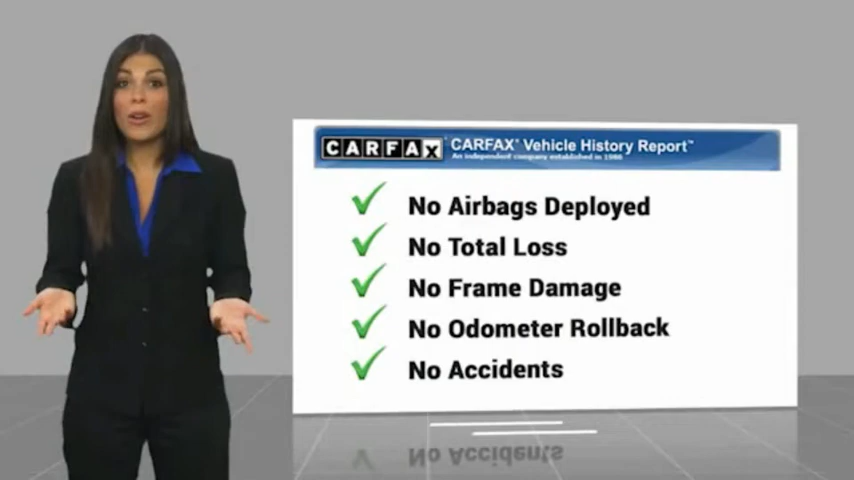 CARFAX CARFAX® Vehicle History Report™
An independent company established in 1986
No Airbags Deployed
No Total Loss
No Frame Damage
No Odometer Rollback
No Accidents